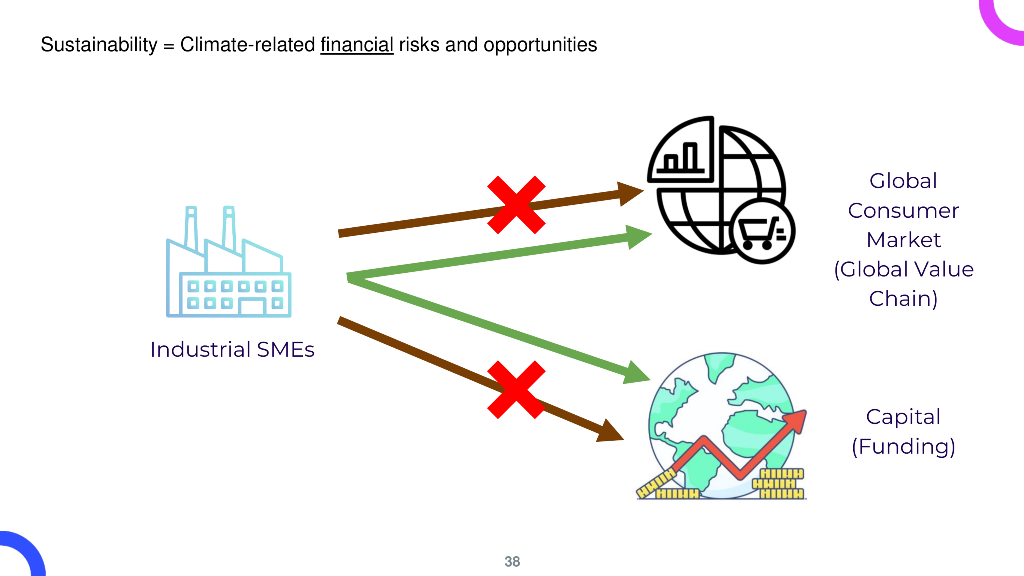 Sustainability = Climate-related financial risks and opportunities
Global
Consumer
Market
(Global Value
Chain)
Industrial SMEs
Capital
(Funding)
38